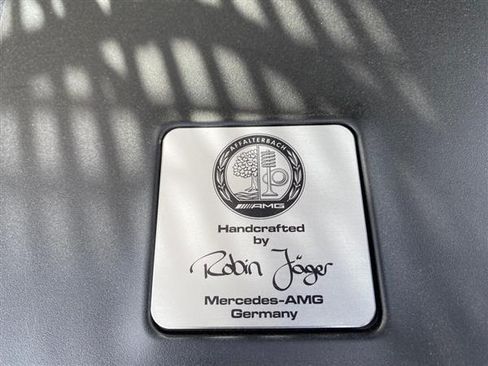 AFFALTERBACH
AMG
Handcrafted
by
Robin Jäger
Mercedes-AMG
Germany